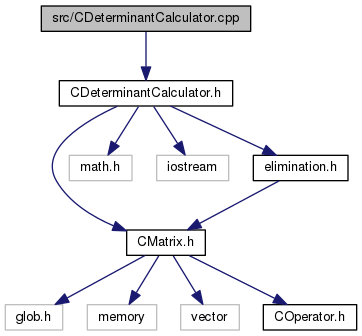 src/CDeterminantCalculator.cpp
CDeterminantCalculator.h
math.h
iostream
elimination.h
CMatrix.h
glob.h
memory
vector
COperator.h